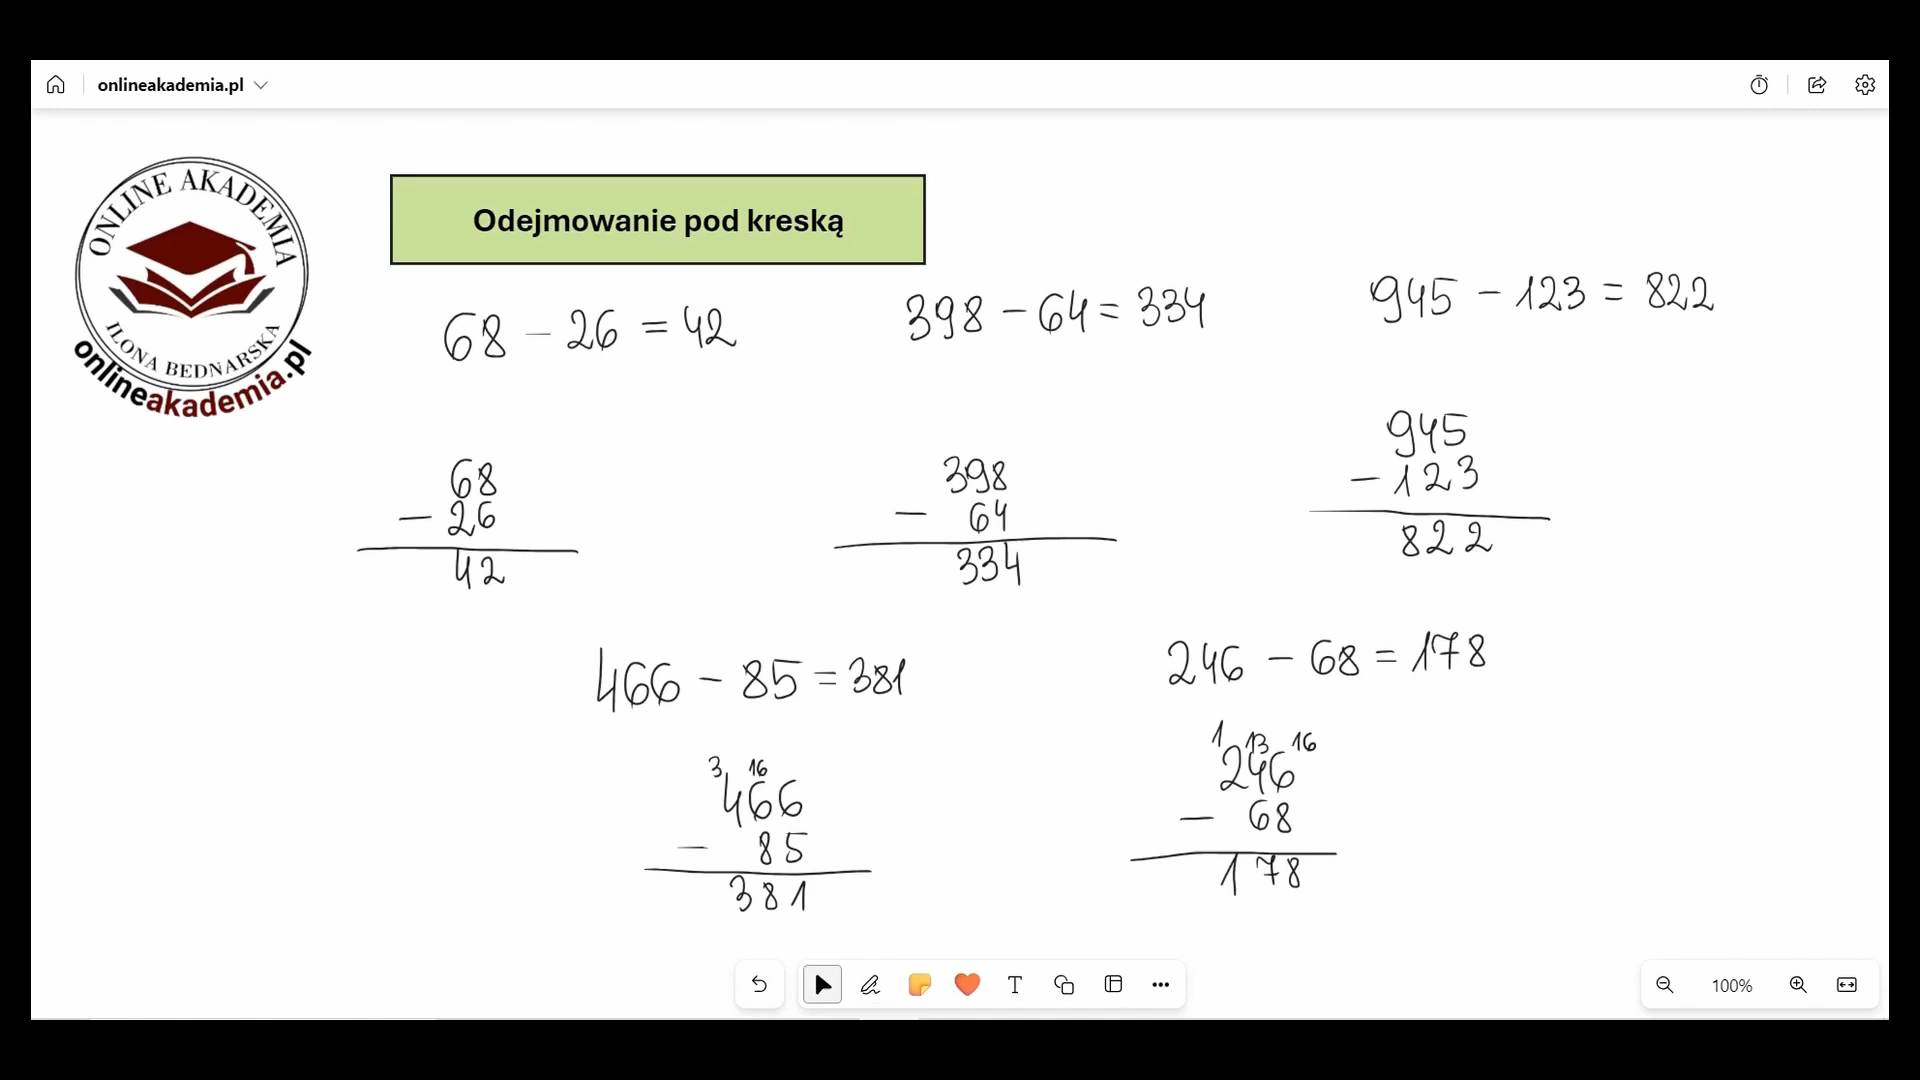 onlineakademia.pl
ONLINE AKADEMIA
ILONA BEDNARSKA
onlineakademia.pl
Odejmowanie pod kreską
68 - 26 = 42
398 - 64 = 334
945 - 123 = 822
68
- 26
42
398
- 64
334
945
- 123
822
466 - 85 = 381
246 - 68 = 178
3 16
466
- 85
381
1 13 16
246
- 68
178
T
100%